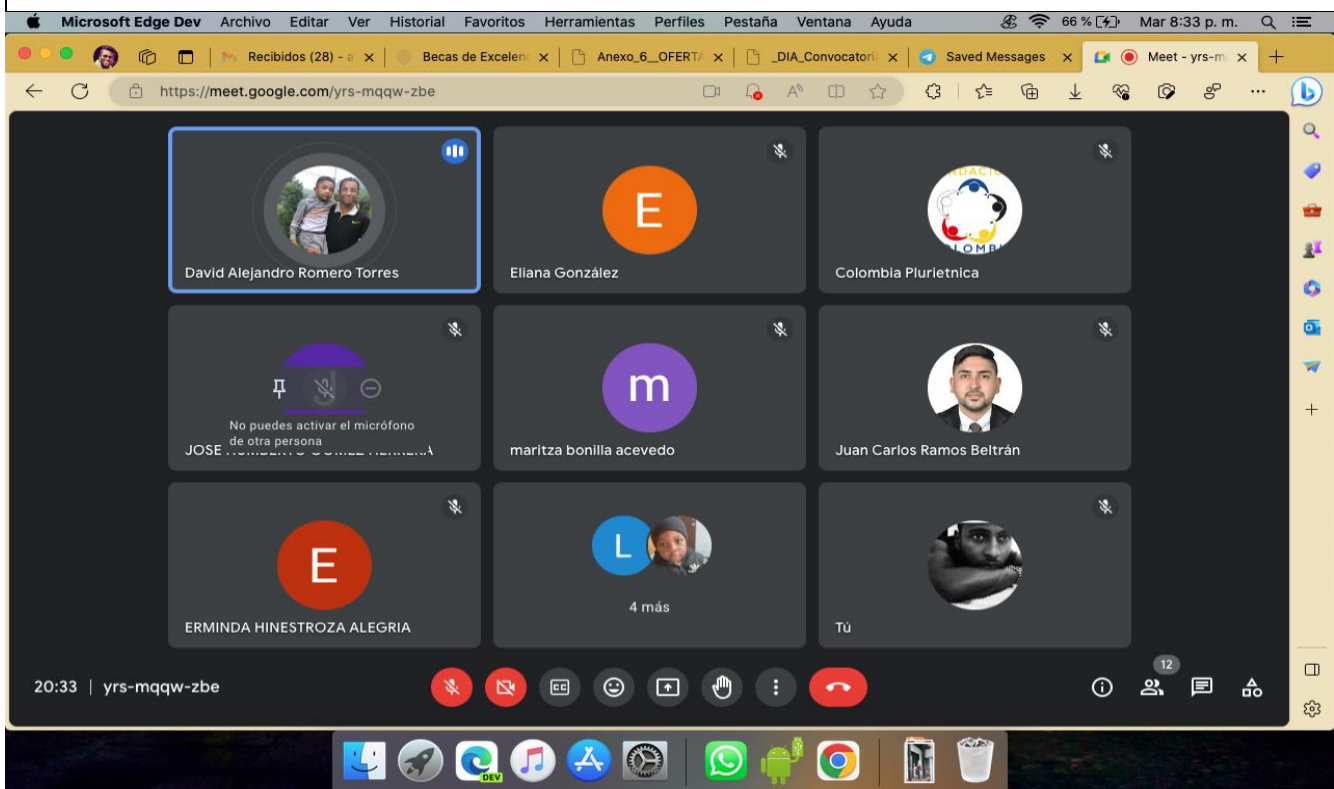 Microsoft Edge Dev Archivo Editar Ver Historial Favoritos Herramientas Perfiles Pestaña Ventana Ayuda 66 % Mar 8:33 p. m.
Recibidos (28) - a Becas de Excelen Anexo_6__OFERTA _DIA_Convocatori Saved Messages Meet - yrs-m
https://meet.google.com/yrs-mqqw-zbe
David Alejandro Romero Torres
E
Eliana González
COLOMBI
Colombia Plurietnica
No puedes activar el micrófono
de otra persona
JOSE
m
maritza bonilla acevedo
Juan Carlos Ramos Beltrán
E
ERMINDA HINESTROZA ALEGRIA
L
4 más
Tú
20:33 | yrs-mqqw-zbe
CC
12
DEV